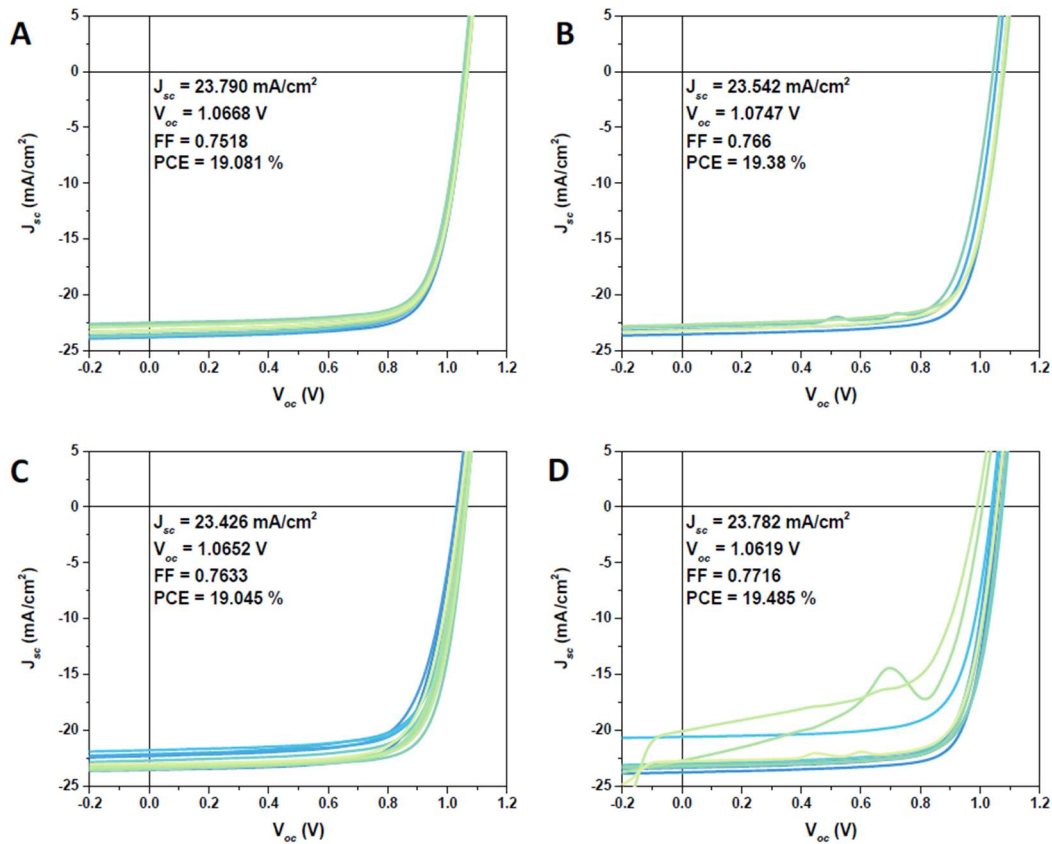 A
5
0
-5
-10
-15
-20
-25
J_sc (mA/cm²)
J_sc = 23.790 mA/cm²
V_oc = 1.0668 V
FF = 0.7518
PCE = 19.081 %
-0.2 0.0 0.2 0.4 0.6 0.8 1.0 1.2
V_oc (V)
B
5
0
-5
-10
-15
-20
-25
J_sc (mA/cm²)
J_sc = 23.542 mA/cm²
V_oc = 1.0747 V
FF = 0.766
PCE = 19.38 %
-0.2 0.0 0.2 0.4 0.6 0.8 1.0 1.2
V_oc (V)
C
5
0
-5
-10
-15
-20
-25
J_sc (mA/cm²)
J_sc = 23.426 mA/cm²
V_oc = 1.0652 V
FF = 0.7633
PCE = 19.045 %
-0.2 0.0 0.2 0.4 0.6 0.8 1.0 1.2
V_oc (V)
D
5
0
-5
-10
-15
-20
-25
J_sc (mA/cm²)
J_sc = 23.782 mA/cm²
V_oc = 1.0619 V
FF = 0.7716
PCE = 19.485 %
-0.2 0.0 0.2 0.4 0.6 0.8 1.0 1.2
V_oc (V)